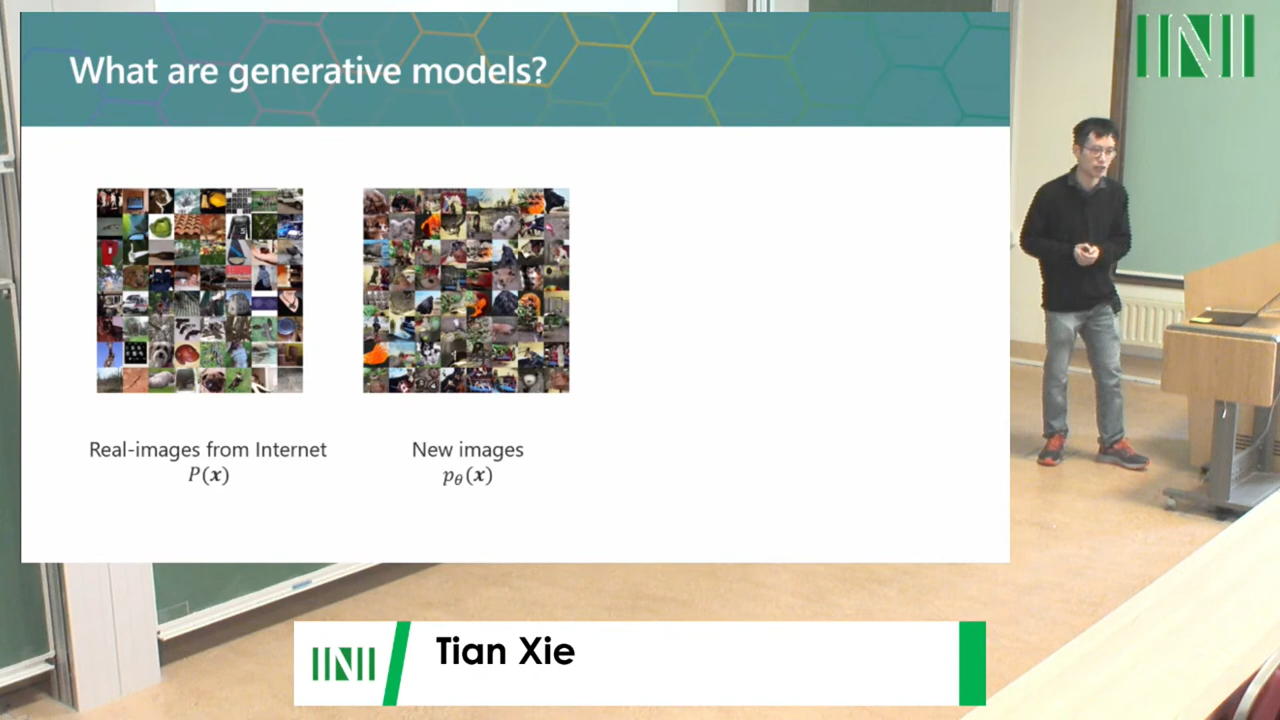 What are generative models?
INI
Real-images from Internet
P(x)
New images
pθ(x)
INI
Tian Xie